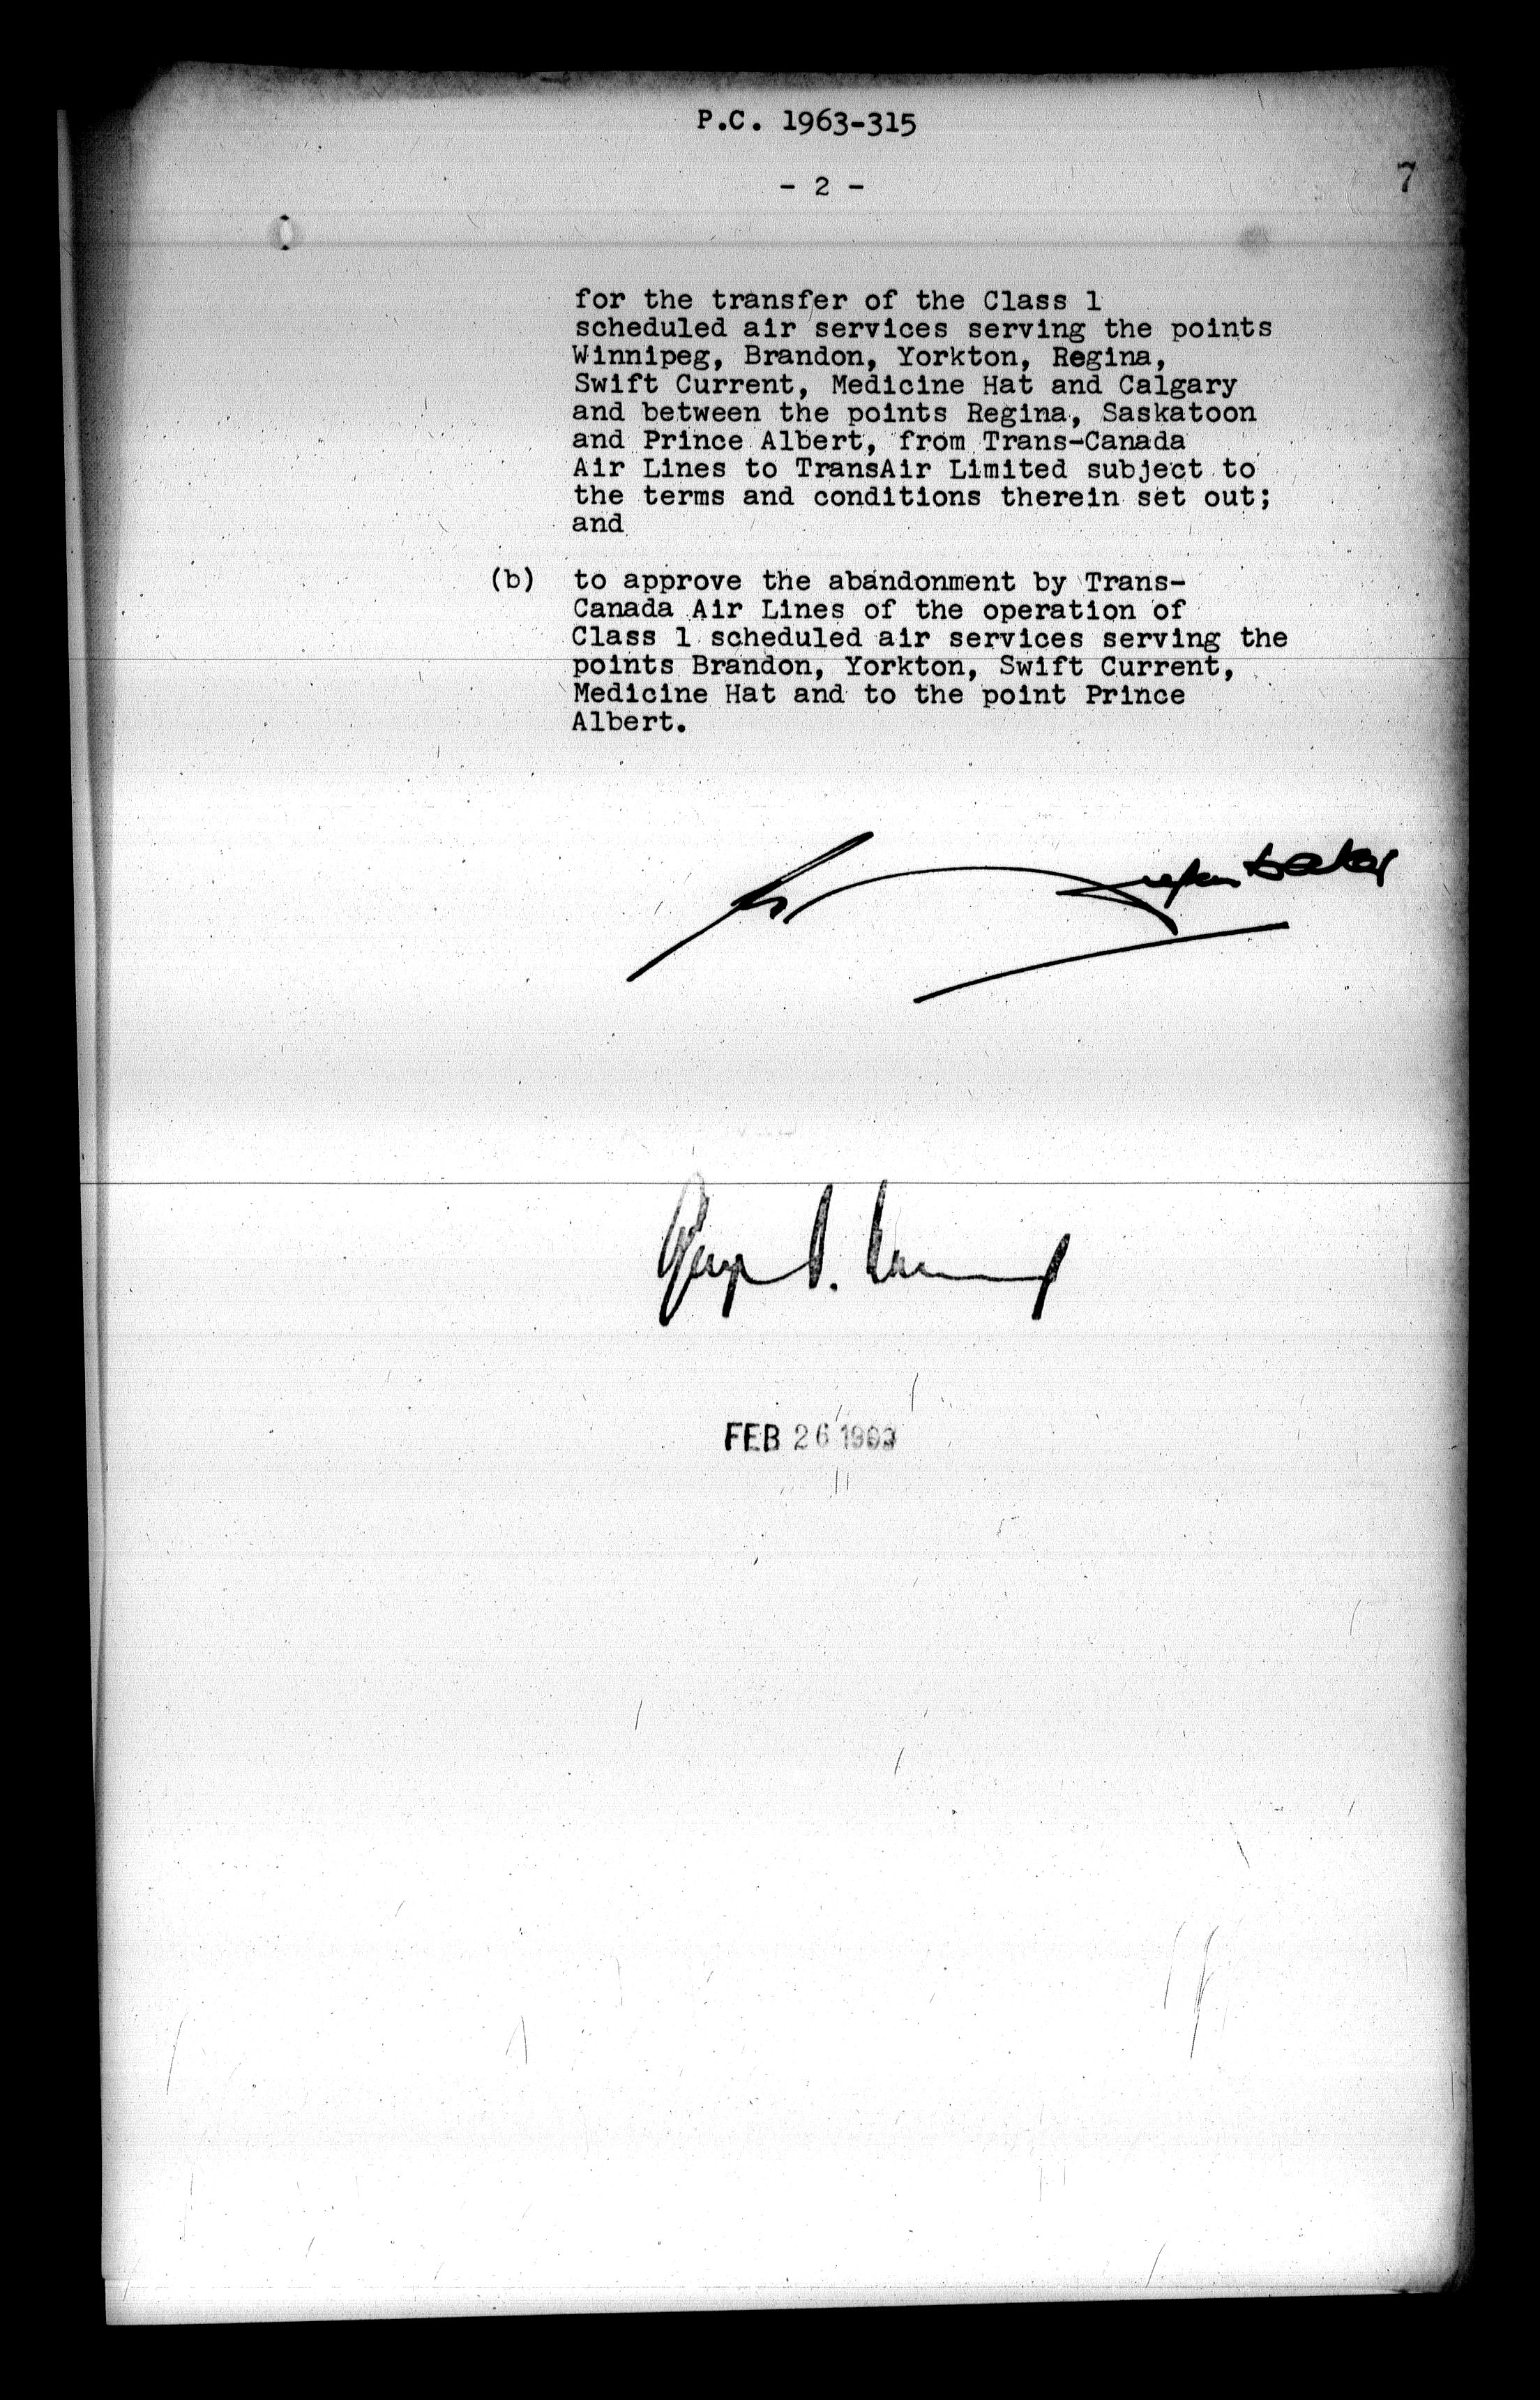 P.C. 1963-315
- 2 -
7
for the transfer of the Class 1
scheduled air services serving the points
Winnipeg, Brandon, Yorkton, Regina,
Swift Current, Medicine Hat and Calgary
and between the points Regina, Saskatoon
and Prince Albert, from Trans-Canada
Air Lines to TransAir Limited subject to
the terms and conditions therein set out;
and
(b) to approve the abandonment by Trans-
Canada Air Lines of the operation of
Class 1 scheduled air services serving the
points Brandon, Yorkton, Swift Current,
Medicine Hat and to the point Prince
Albert.
FEB 26 1963